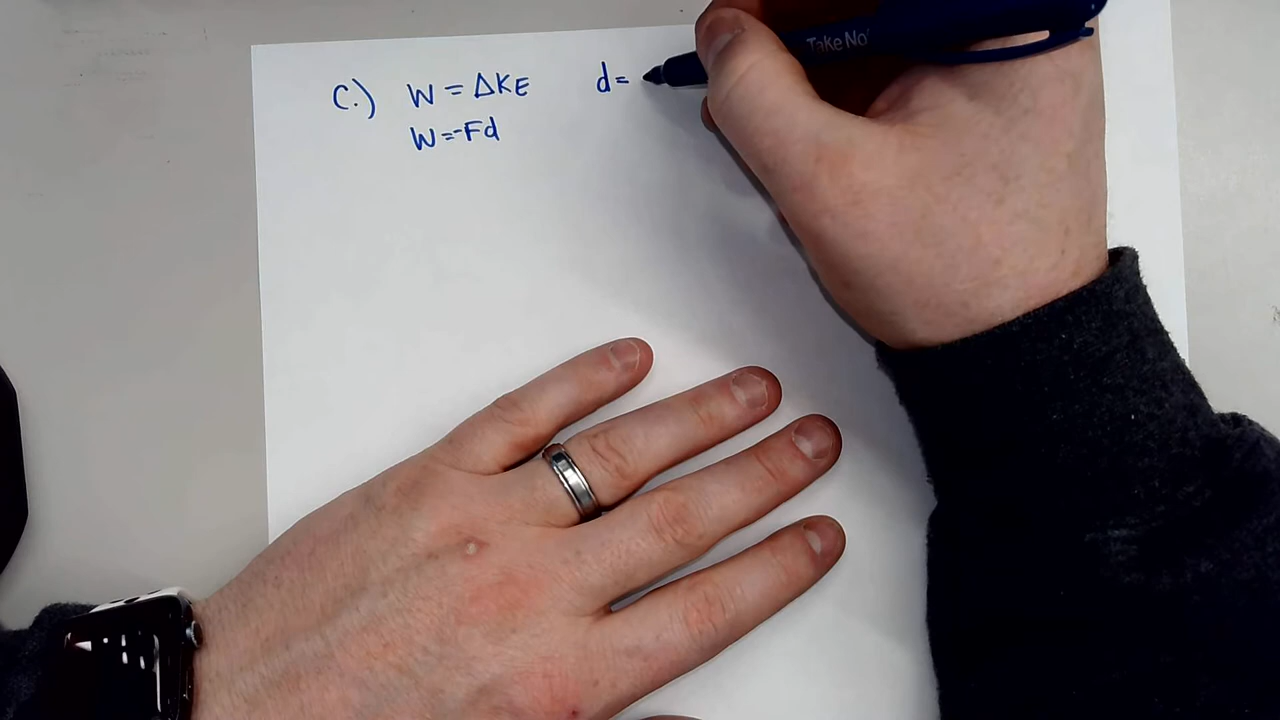 C.) W = ΔKE d=
W=-Fd
Take No